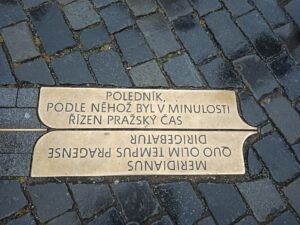 POLEDNÍK,
PODLE NĚHOŽ BYL V MINULOSTI
ŘÍZEN PRAŽSKÝ ČAS
MERIDIANUS
QUO OLIM TEMPUS PRAGENSE
DIRIGEBATUR